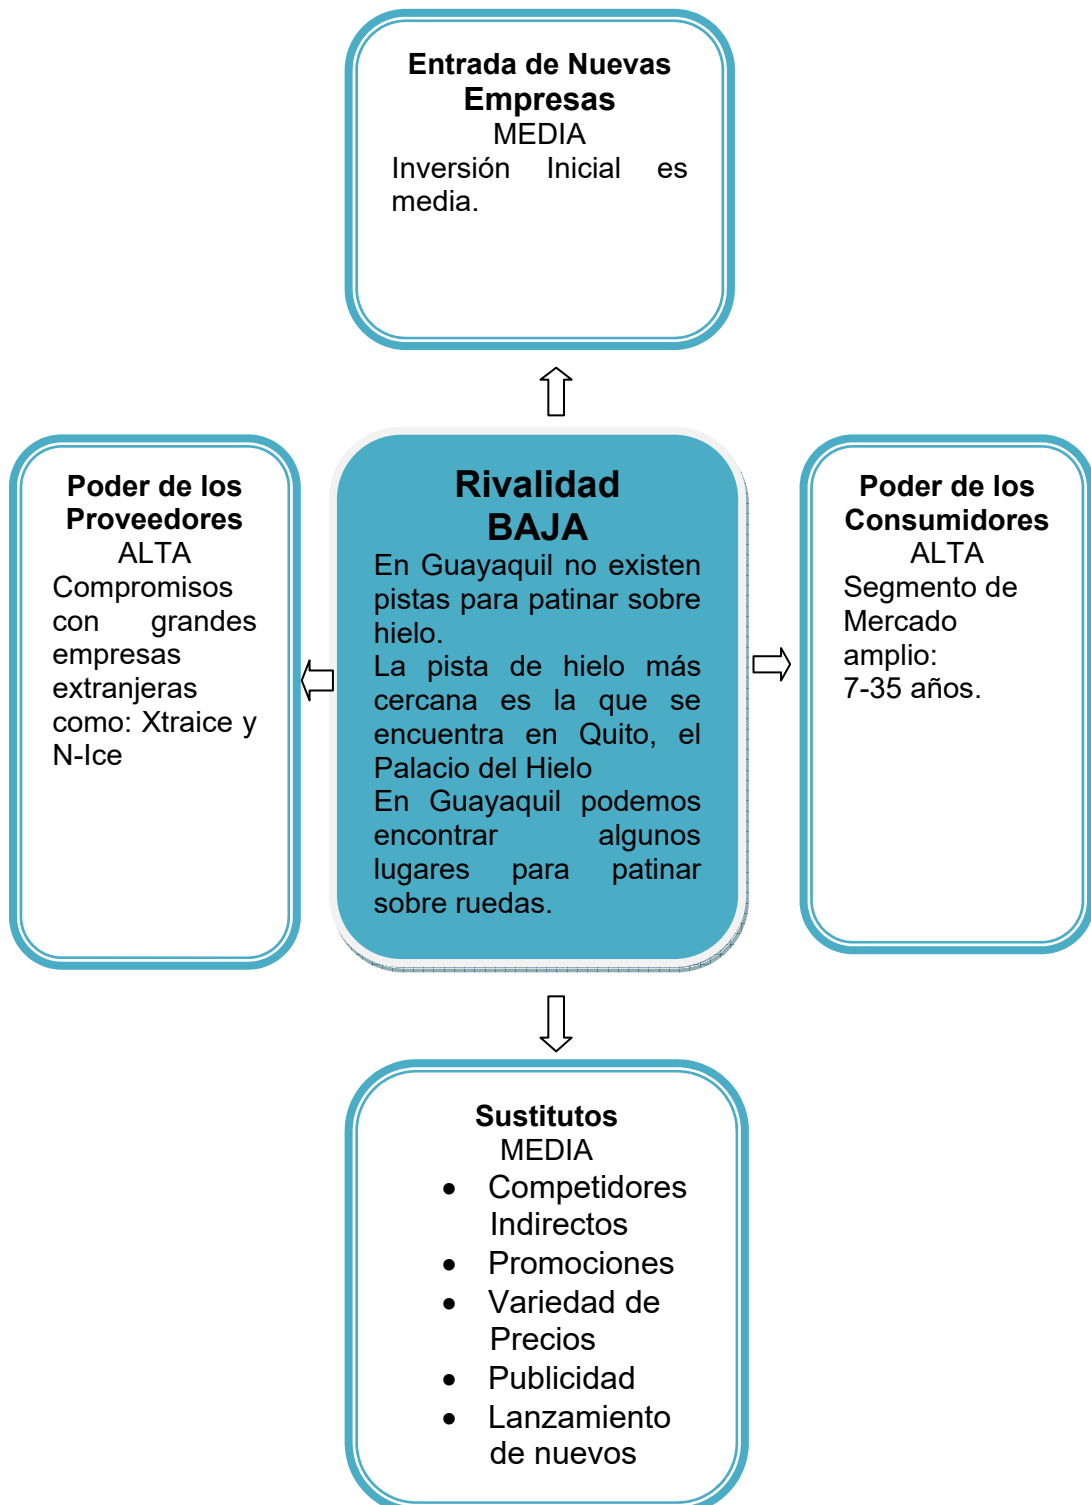 Entrada de Nuevas
Empresas
MEDIA
Inversión Inicial es
media.
Poder de los
Proveedores
ALTA
Compromisos
con grandes
empresas
extranjeras
como: Xtraice y
N-Ice
Rivalidad
BAJA
En Guayaquil no existen
pistas para patinar sobre
hielo.
La pista de hielo más
cercana es la que se
encuentra en Quito, el
Palacio del Hielo
En Guayaquil podemos
encontrar algunos
lugares para patinar
sobre ruedas.
Poder de los
Consumidores
ALTA
Segmento de
Mercado
amplio:
7-35 años.
Sustitutos
MEDIA
• Competidores
Indirectos
• Promociones
• Variedad de
Precios
• Publicidad
• Lanzamiento
de nuevos